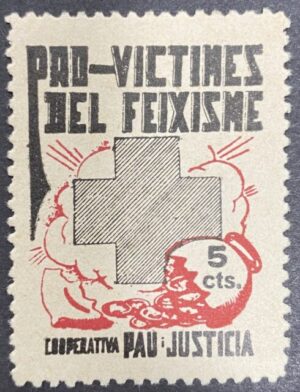 PRO-VICTIMES
DEL FEIXISME
5
cts.
COOPERATIVA PAU i JUSTICIA